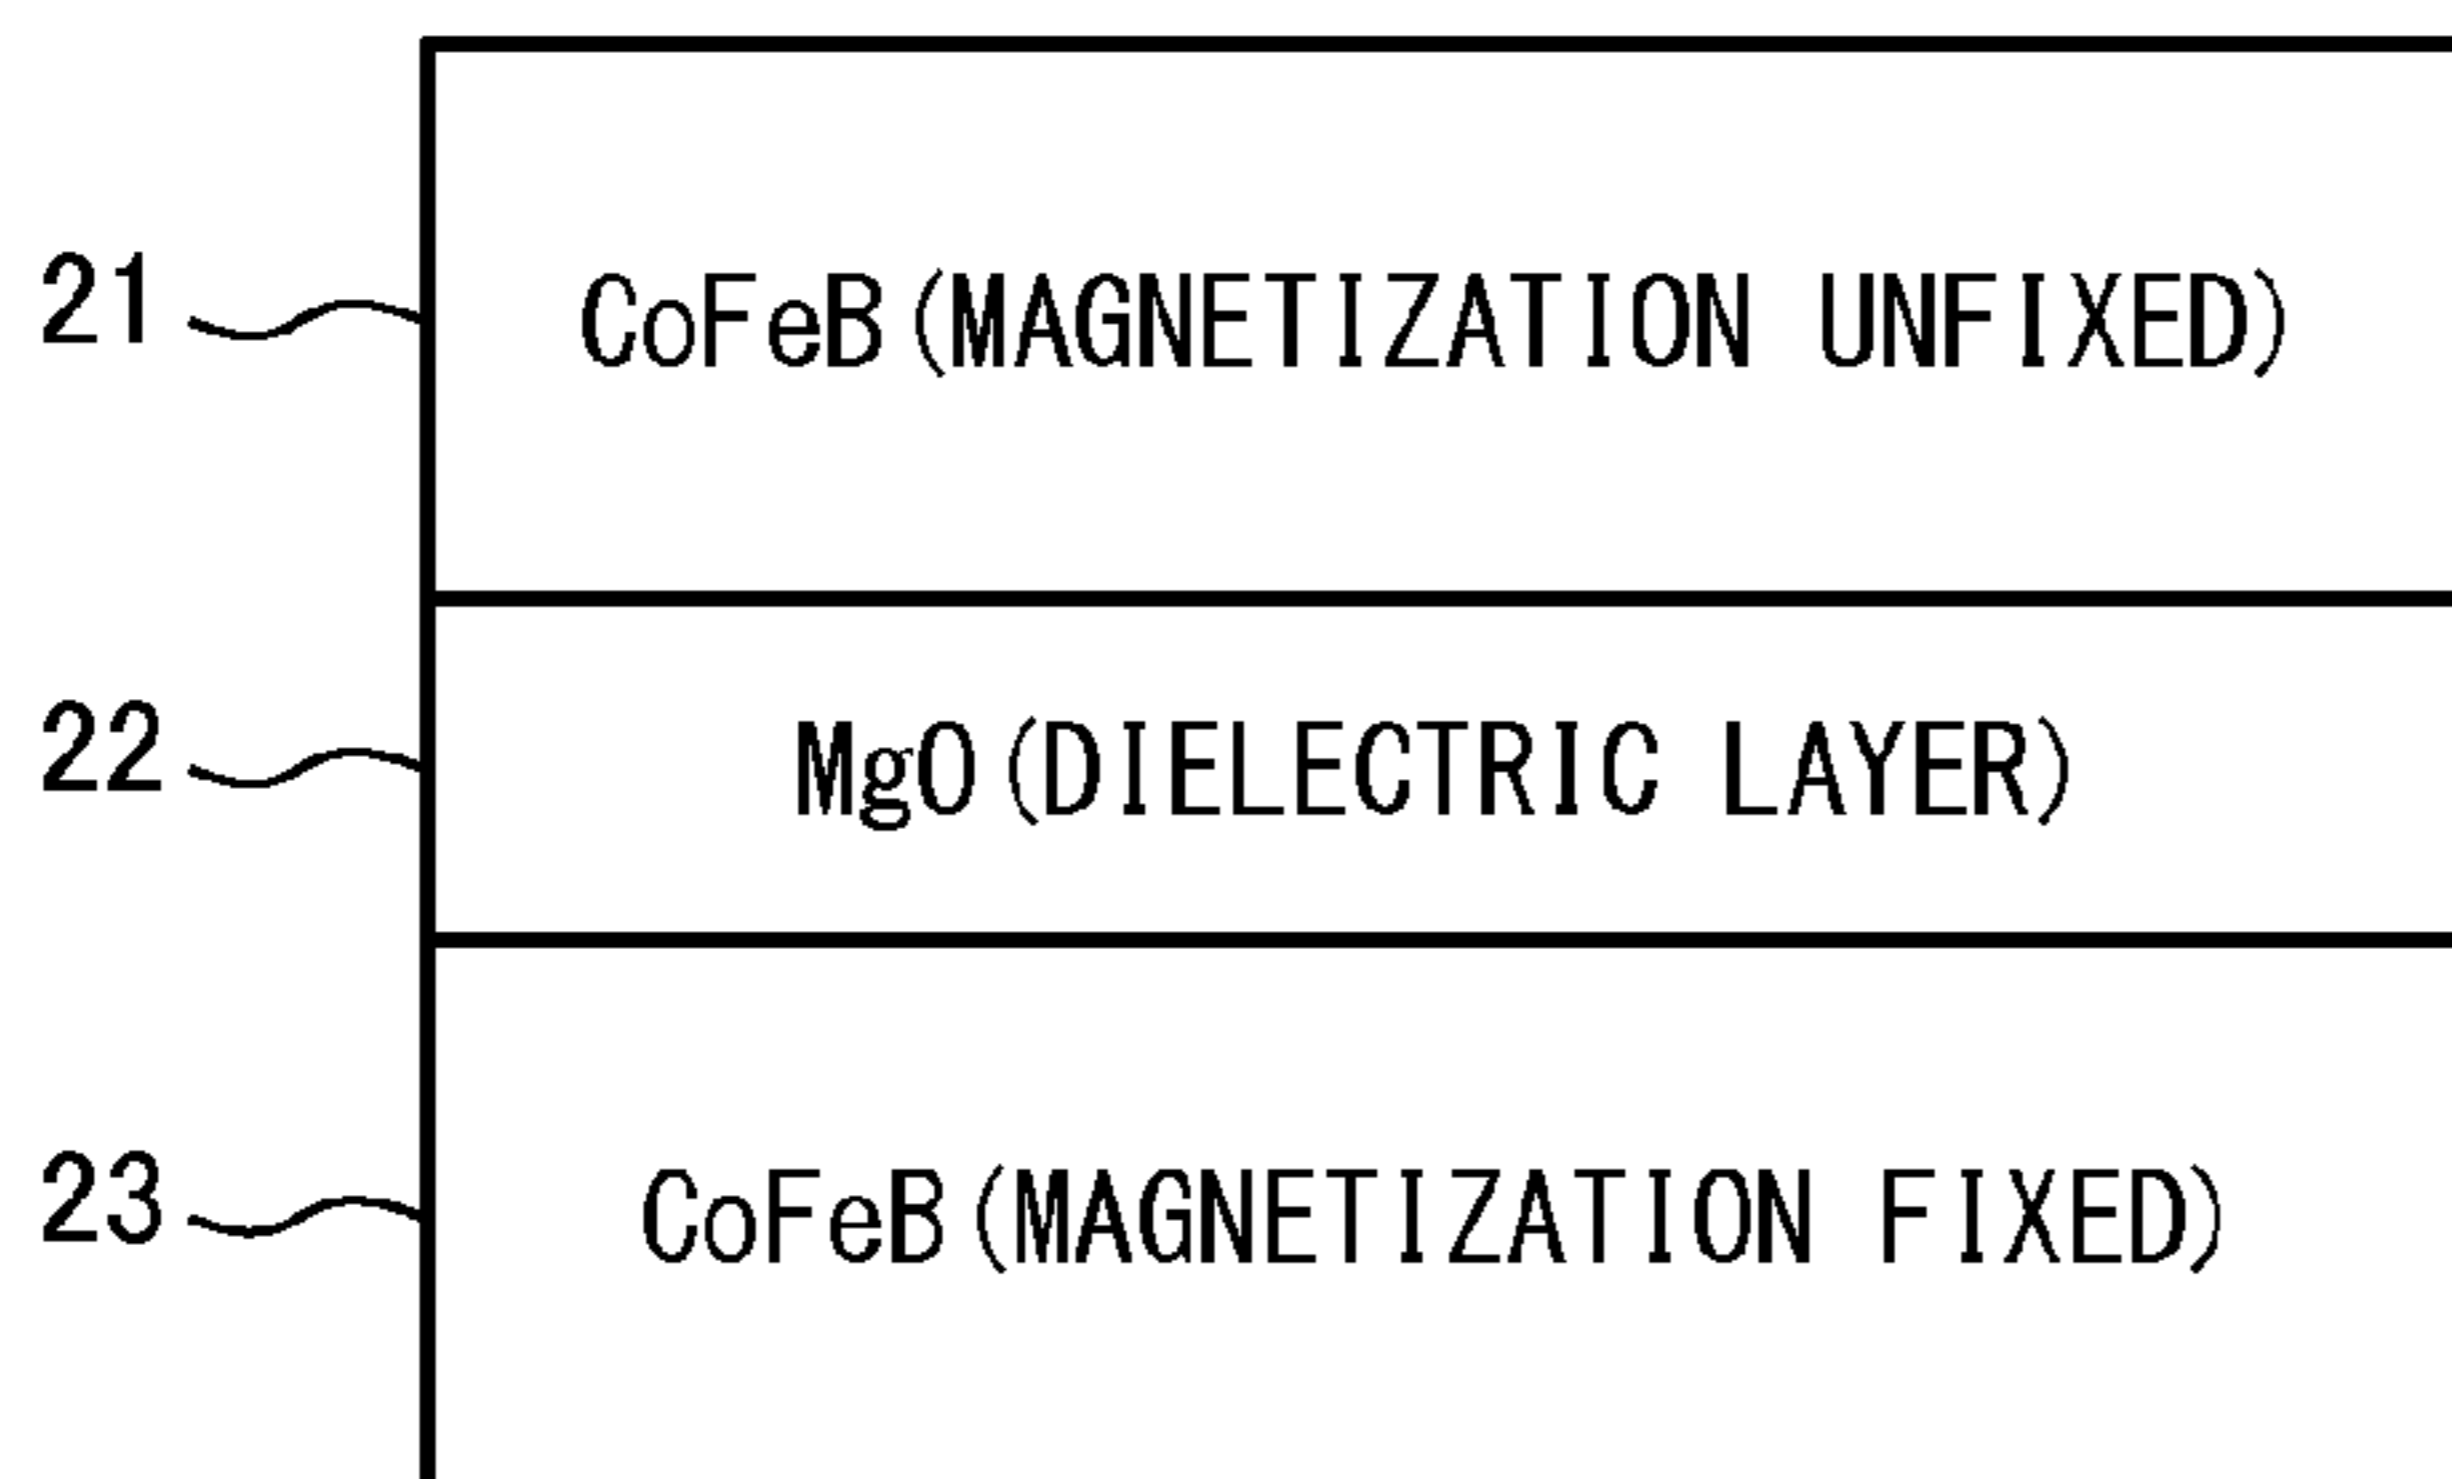 21 CoFeB(MAGNETIZATION UNFIXED)
22 MgO(DIELECTRIC LAYER)
23 CoFeB(MAGNETIZATION FIXED)